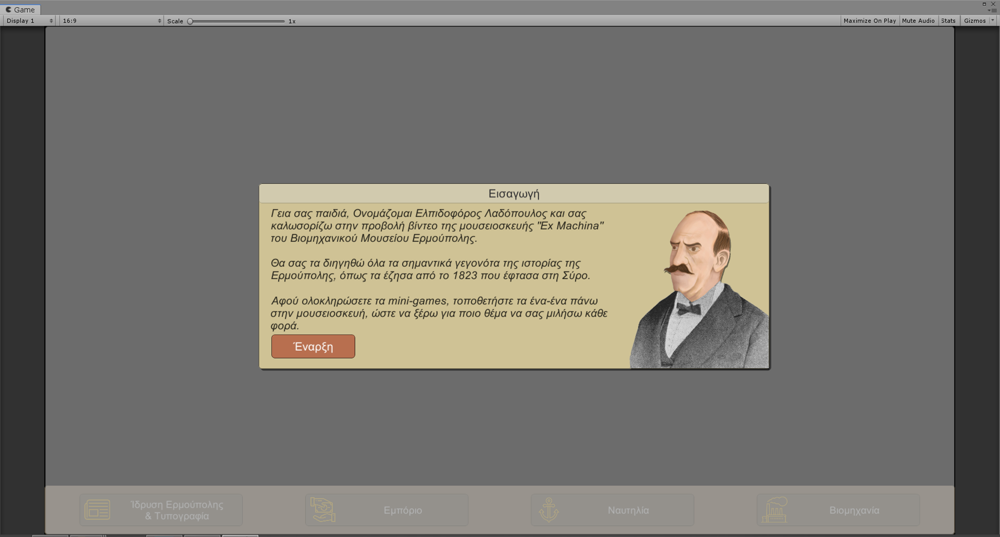 Game
Display 1
16:9
Scale
1x
Maximize On Play
Mute Audio
Stats
Gizmos
Εισαγωγή
Γεια σας παιδιά, Ονομάζομαι Ελπιδοφόρος Λαδόπουλος και σας
καλωσορίζω στην προβολή βίντεο της μουσειοσκευής "Ex Machina"
του Βιομηχανικού Μουσείου Ερμούπολης.
Θα σας τα διηγηθώ όλα τα σημαντικά γεγονότα της ιστορίας της
Ερμούπολης, όπως τα έζησα από το 1823 που έφτασα στη Σύρο.
Αφού ολοκληρώσετε τα mini-games, τοποθετήστε τα ένα-ένα πάνω
στην μουσειοσκευή, ώστε να ξέρω για ποιο θέμα να σας μιλήσω κάθε
φορά.
Έναρξη
Ίδρυση Ερμούπολης
& Τυπογραφία
Εμπόριο
Ναυτηλία
Βιομηχανία